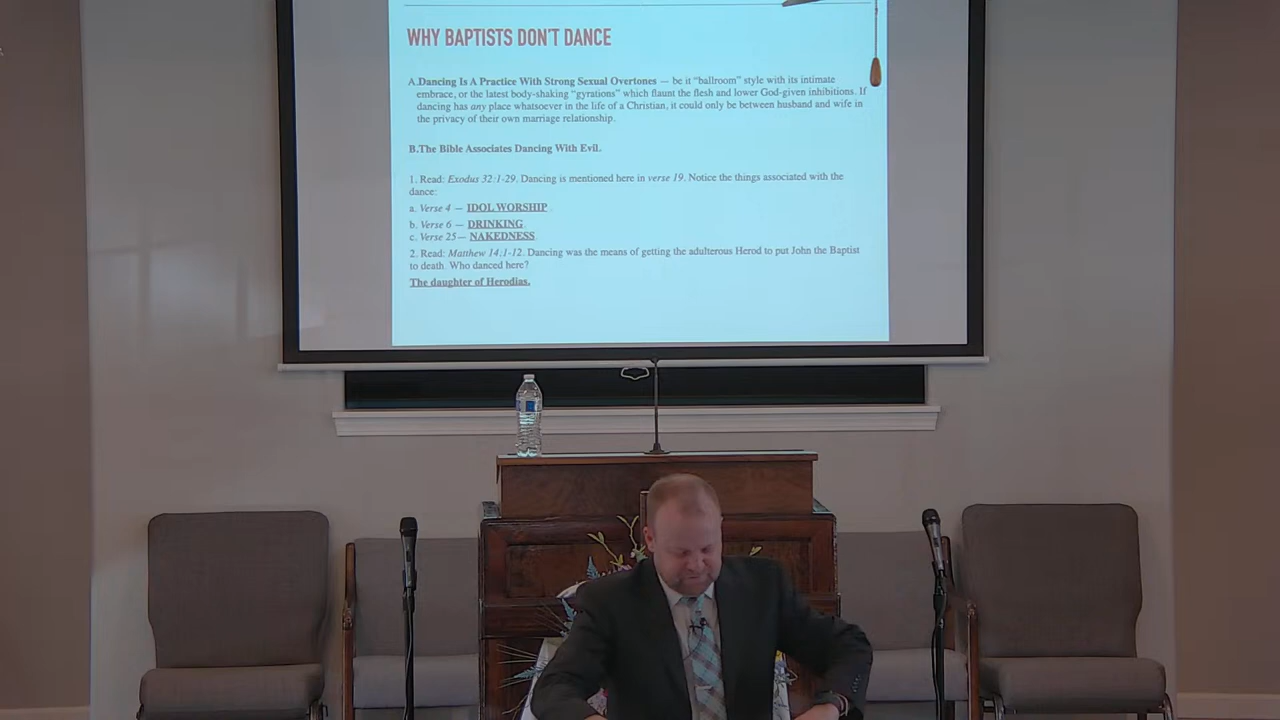 WHY BAPTISTS DON'T DANCE
A.Dancing Is A Practice With Strong Sexual Overtones — be it "ballroom" style with its intimate
embrace, or the latest body-shaking "gyrations" which flaunt the flesh and lower God-given inhibitions. If
dancing has any place whatsoever in the life of a Christian, it could only be between husband and wife in
the privacy of their own marriage relationship.
B.The Bible Associates Dancing With Evil.
1. Read: Exodus 32:1-29. Dancing is mentioned here in verse 19. Notice the things associated with the
dance:
a. Verse 4 — IDOL WORSHIP
b. Verse 6 — DRINKING
c. Verse 25— NAKEDNESS
2. Read: Matthew 14:1-12. Dancing was the means of getting the adulterous Herod to put John the Baptist
to death. Who danced here?
The daughter of Herodias.